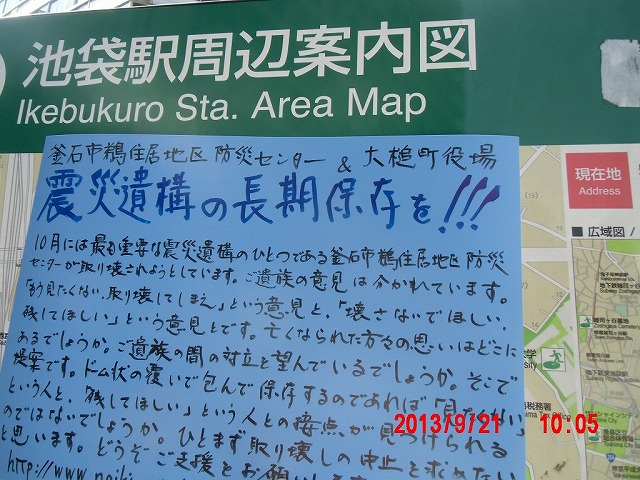 池袋駅周辺案内図
Ikebukuro Sta. Area Map
釜石市鵜住居地区防災センター & 大槌町役場
震災遺構の長期保存を!!!
10月には最も重要な震災遺構のひとつである釜石市鵜住居地区防災
センターが取り壊されようとしています。ご遺族の意見は分かれています。
「もう見たくない、取り壊してしまえ」という意見と、「壊さないでほしい
残してほしい」という意見とです。亡くなられた方々の思いはどこに
あるでしょうか。ご遺族の間の対立を望んでいるでしょうか。そこで
提案です。ドーム状の覆いで包んで保存するのであれば「見たくない」
という人と、「残してほしい」という人との接点が見つけられる
のではないでしょうか。ひとまず取り壊しの中止を求めたい
と思います。どうぞご支援をお願い
http://www.
現在地
Address
広域図
2013/9/21 10:05